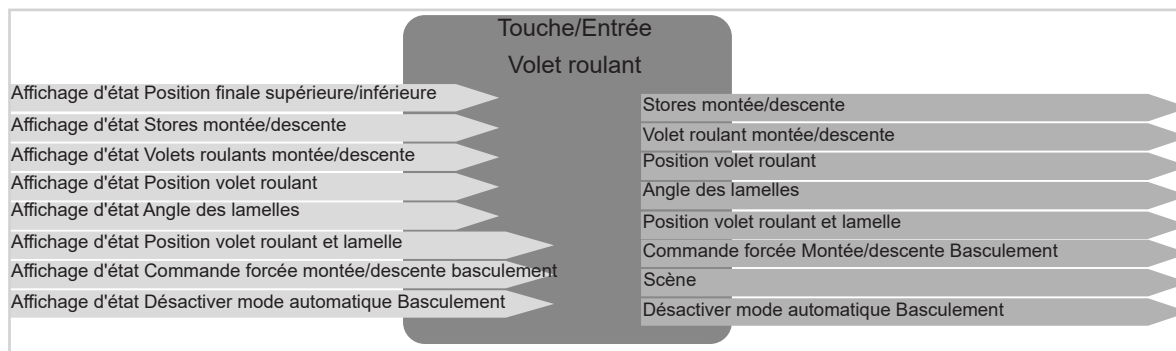 Touche/Entrée
Volet roulant
Affichage d'état Position finale supérieure/inférieure
Affichage d'état Stores montée/descente
Affichage d'état Volets roulants montée/descente
Affichage d'état Position volet roulant
Affichage d'état Angle des lamelles
Affichage d'état Position volet roulant et lamelle
Affichage d'état Commande forcée montée/descente basculement
Affichage d'état Désactiver mode automatique Basculement
Stores montée/descente
Volet roulant montée/descente
Position volet roulant
Angle des lamelles
Position volet roulant et lamelle
Commande forcée Montée/descente Basculement
Scène
Désactiver mode automatique Basculement